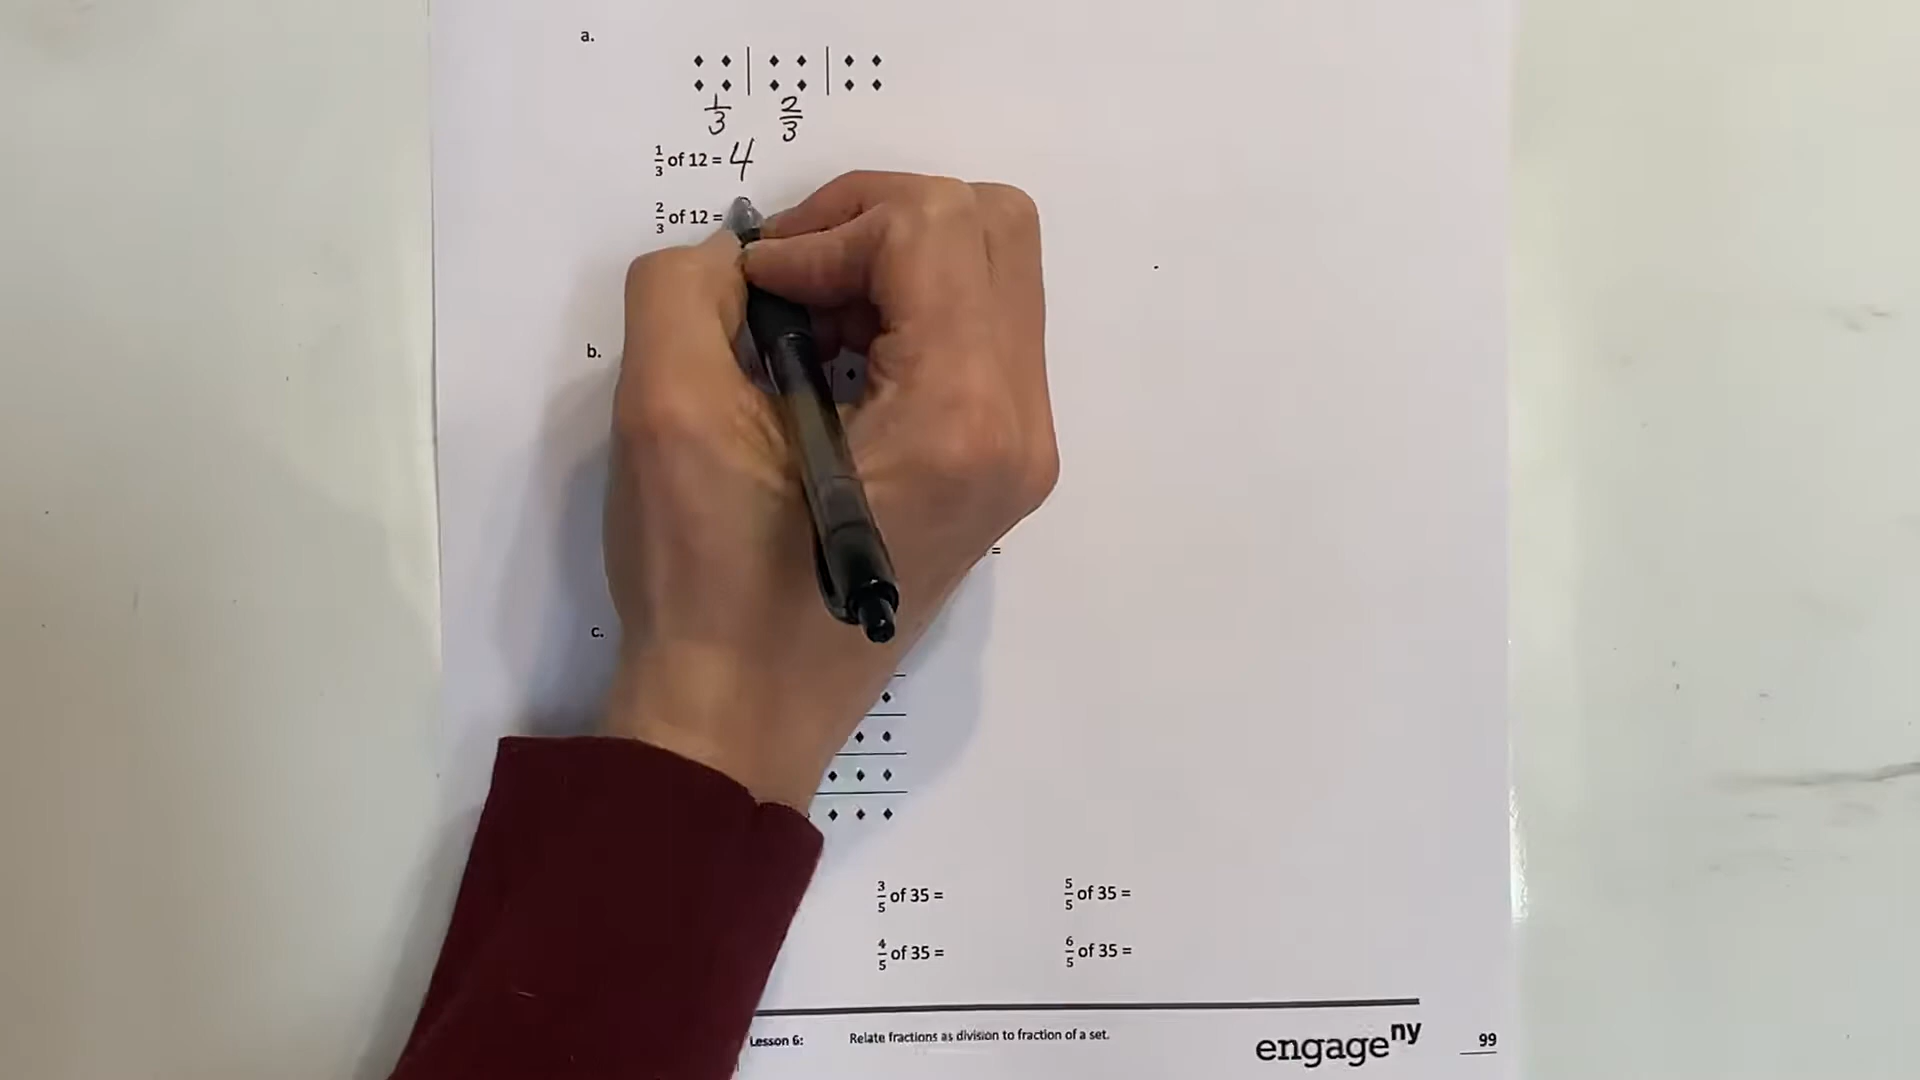 a.
1/3 2/3
1/3 of 12 = 4
2/3 of 12 =
b.
=
c.
3/5 of 35 = 5/5 of 35 =
4/5 of 35 = 6/5 of 35 =
Lesson 6: Relate fractions as division to fraction of a set. engageny 99